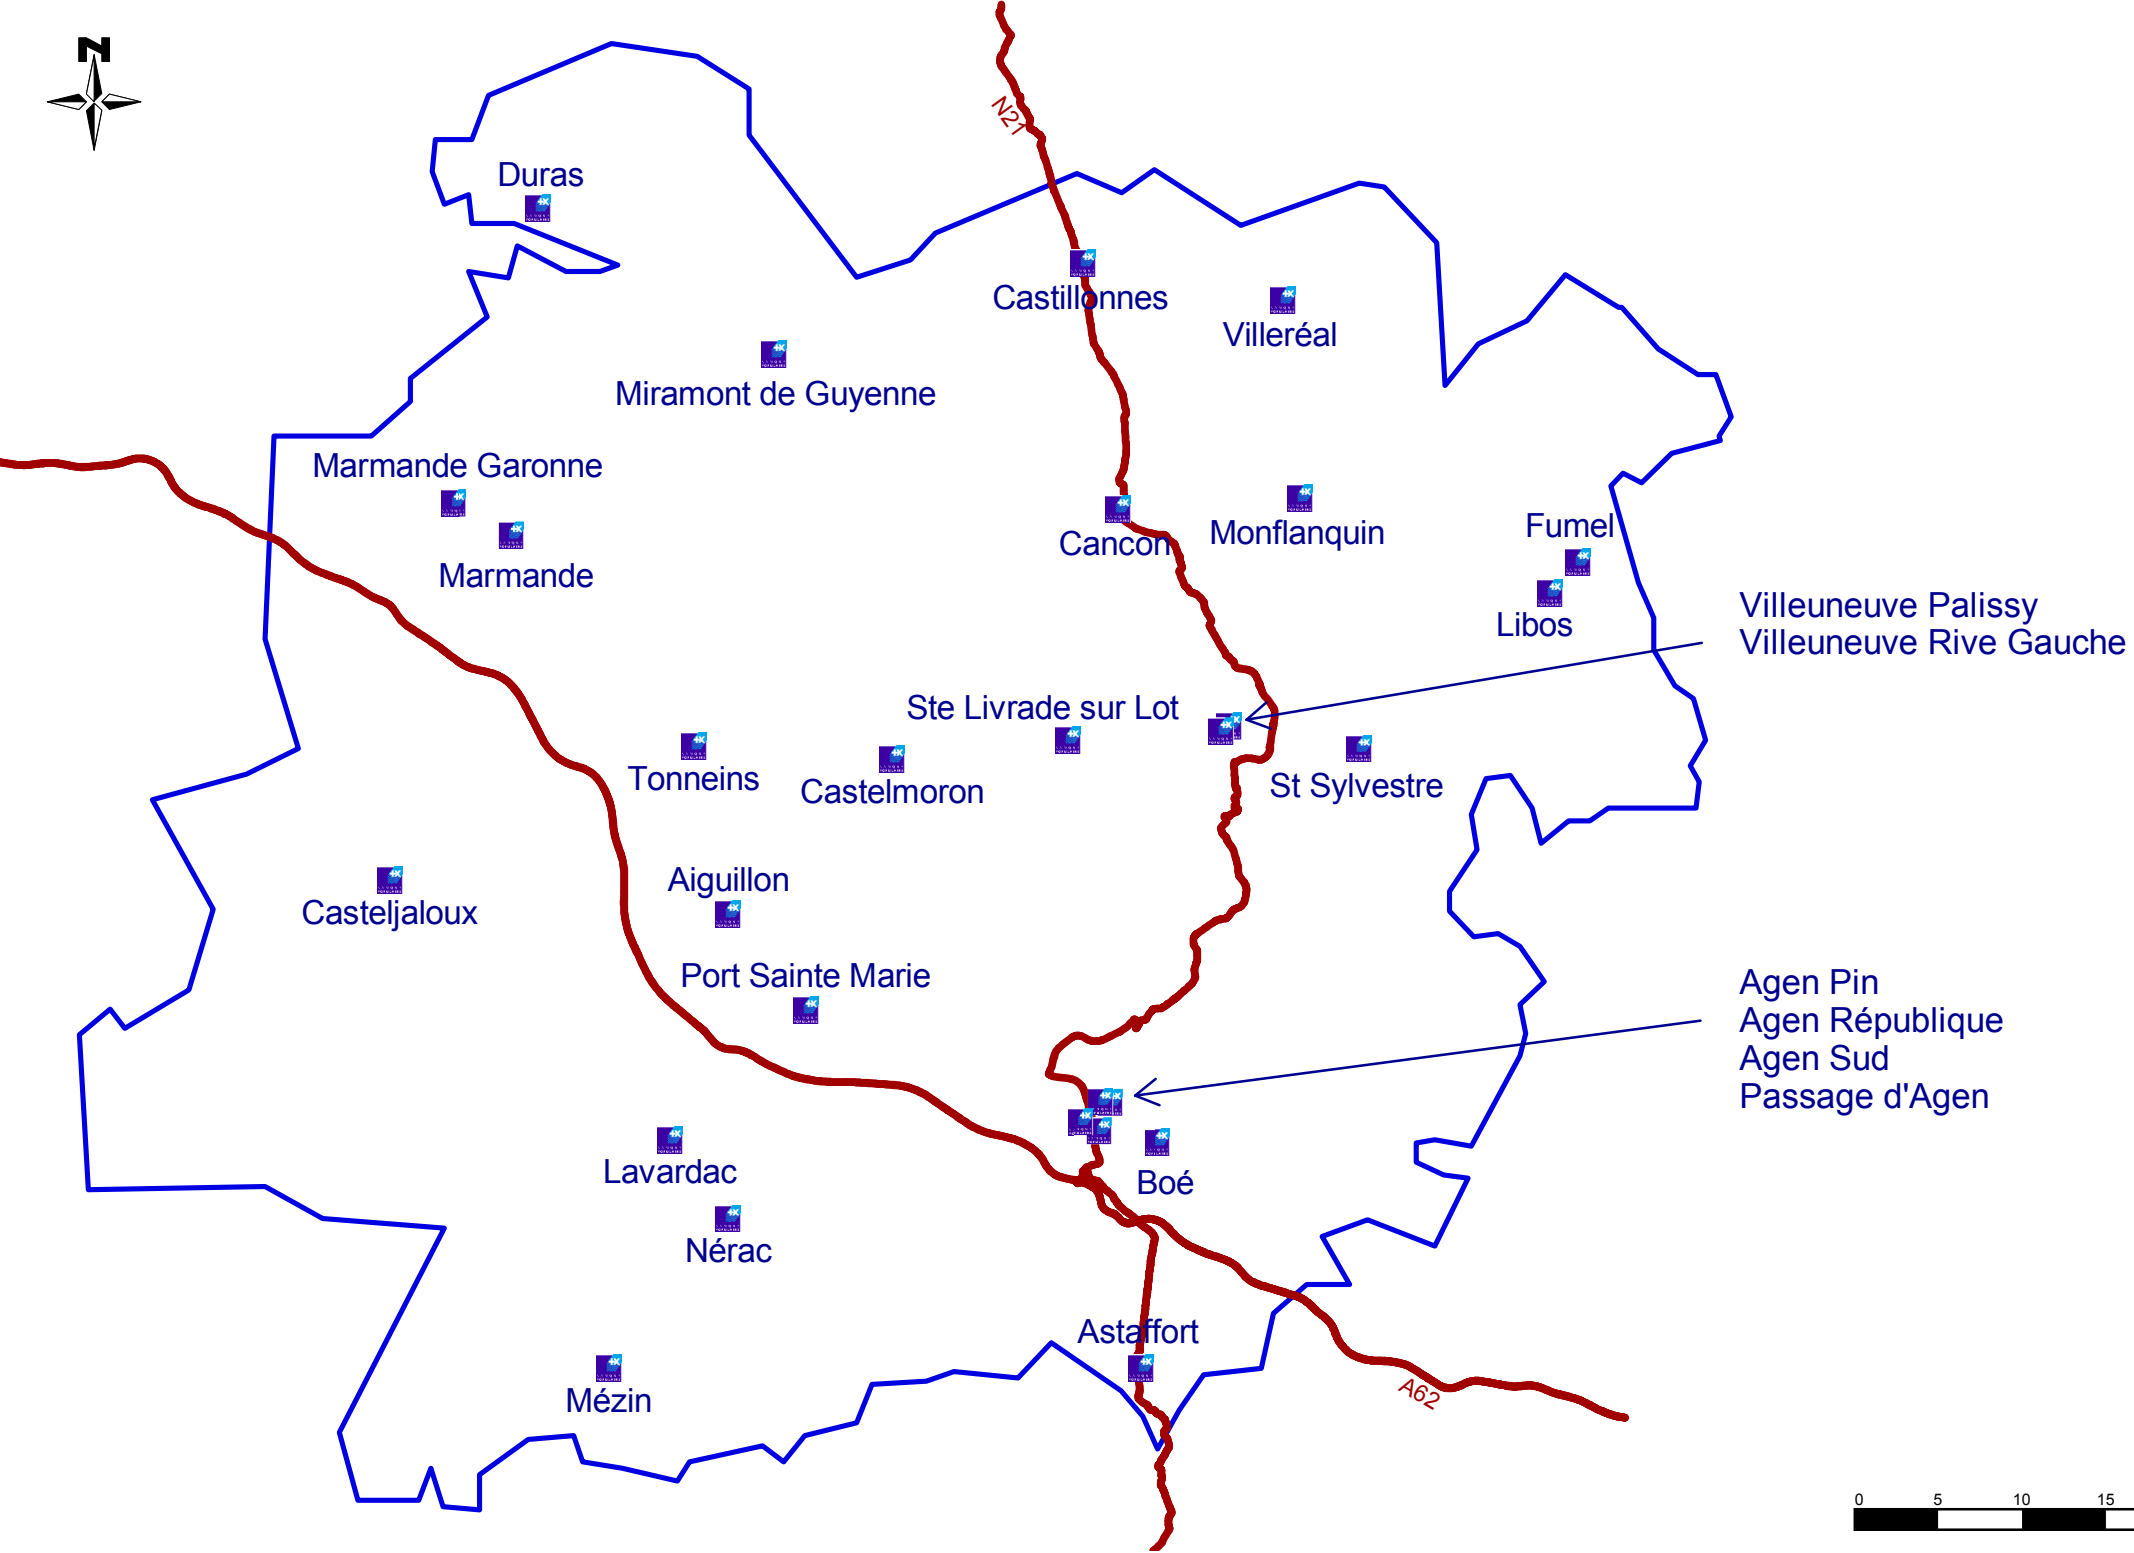 N
N21
Duras
Castillonnes
Villeréal
Miramont de Guyenne
Marmande Garonne
Marmande
Cancon
Monflanquin
Fumel
Libos
Villeuneuve Palissy
Villeuneuve Rive Gauche
Ste Livrade sur Lot
Tonneins
Castelmoron
St Sylvestre
Aiguillon
Casteljaloux
Port Sainte Marie
Agen Pin
Agen République
Agen Sud
Passage d'Agen
Lavardac
Boé
Nérac
Astaffort
Mézin
A62
0 5 10 15